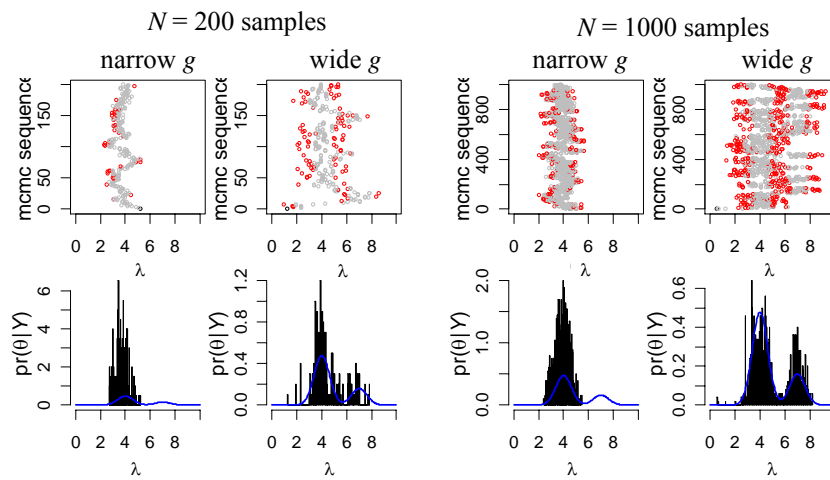 N = 200 samples
N = 1000 samples
narrow g
wide g
narrow g
wide g
mcmc sequence
0 50 150
0 2 4 6 8
λ
mcmc sequence
0 50 150
0 2 4 6 8
λ
mcmc sequence
0 400 800
0 2 4 6 8
λ
mcmc sequence
0 400 800
0 2 4 6 8
λ
pr(θ|Y)
0 2 4 6
0 2 4 6 8
λ
pr(θ|Y)
0.0 0.4 0.8 1.2
0 2 4 6 8
λ
pr(θ|Y)
0.0 1.0 2.0
0 2 4 6 8
λ
pr(θ|Y)
0.0 0.2 0.4 0.6
0 2 4 6 8
λ